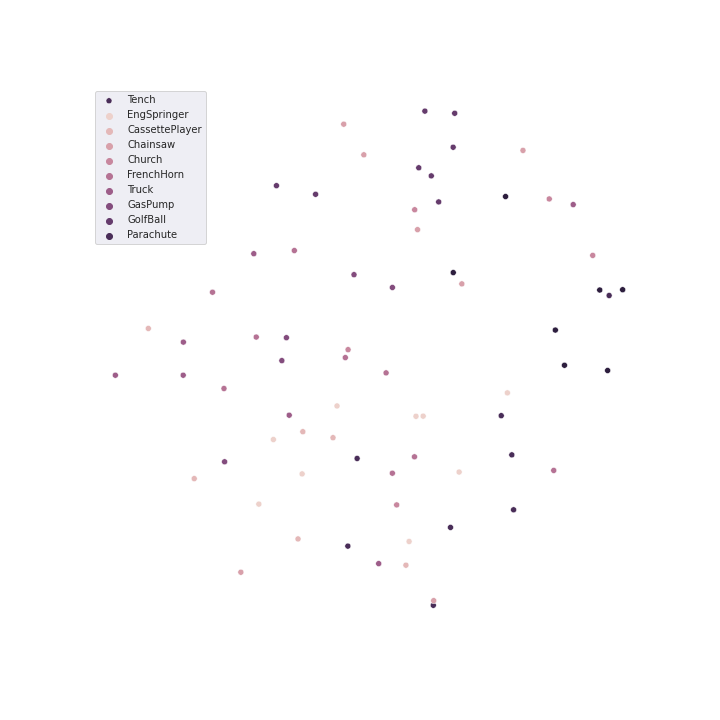 Tench
EngSpringer
CassettePlayer
Chainsaw
Church
FrenchHorn
Truck
GasPump
GolfBall
Parachute